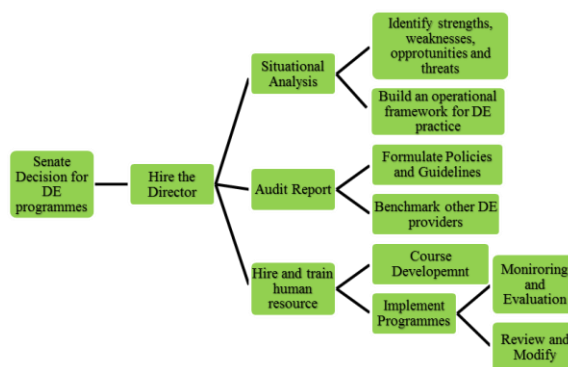 Senate
Decision for
DE
programmes
Hire the
Director
Situational
Analysis
Identify strengths,
weaknesses,
opprotunities and
threats
Build an operational
framework for DE
practice
Audit Report
Formulate Policies
and Guidelines
Benchmark other DE
providers
Hire and train
human
resource
Course
Developemnt
Implement
Programmes
Moniroring
and
Evaluation
Review and
Modify